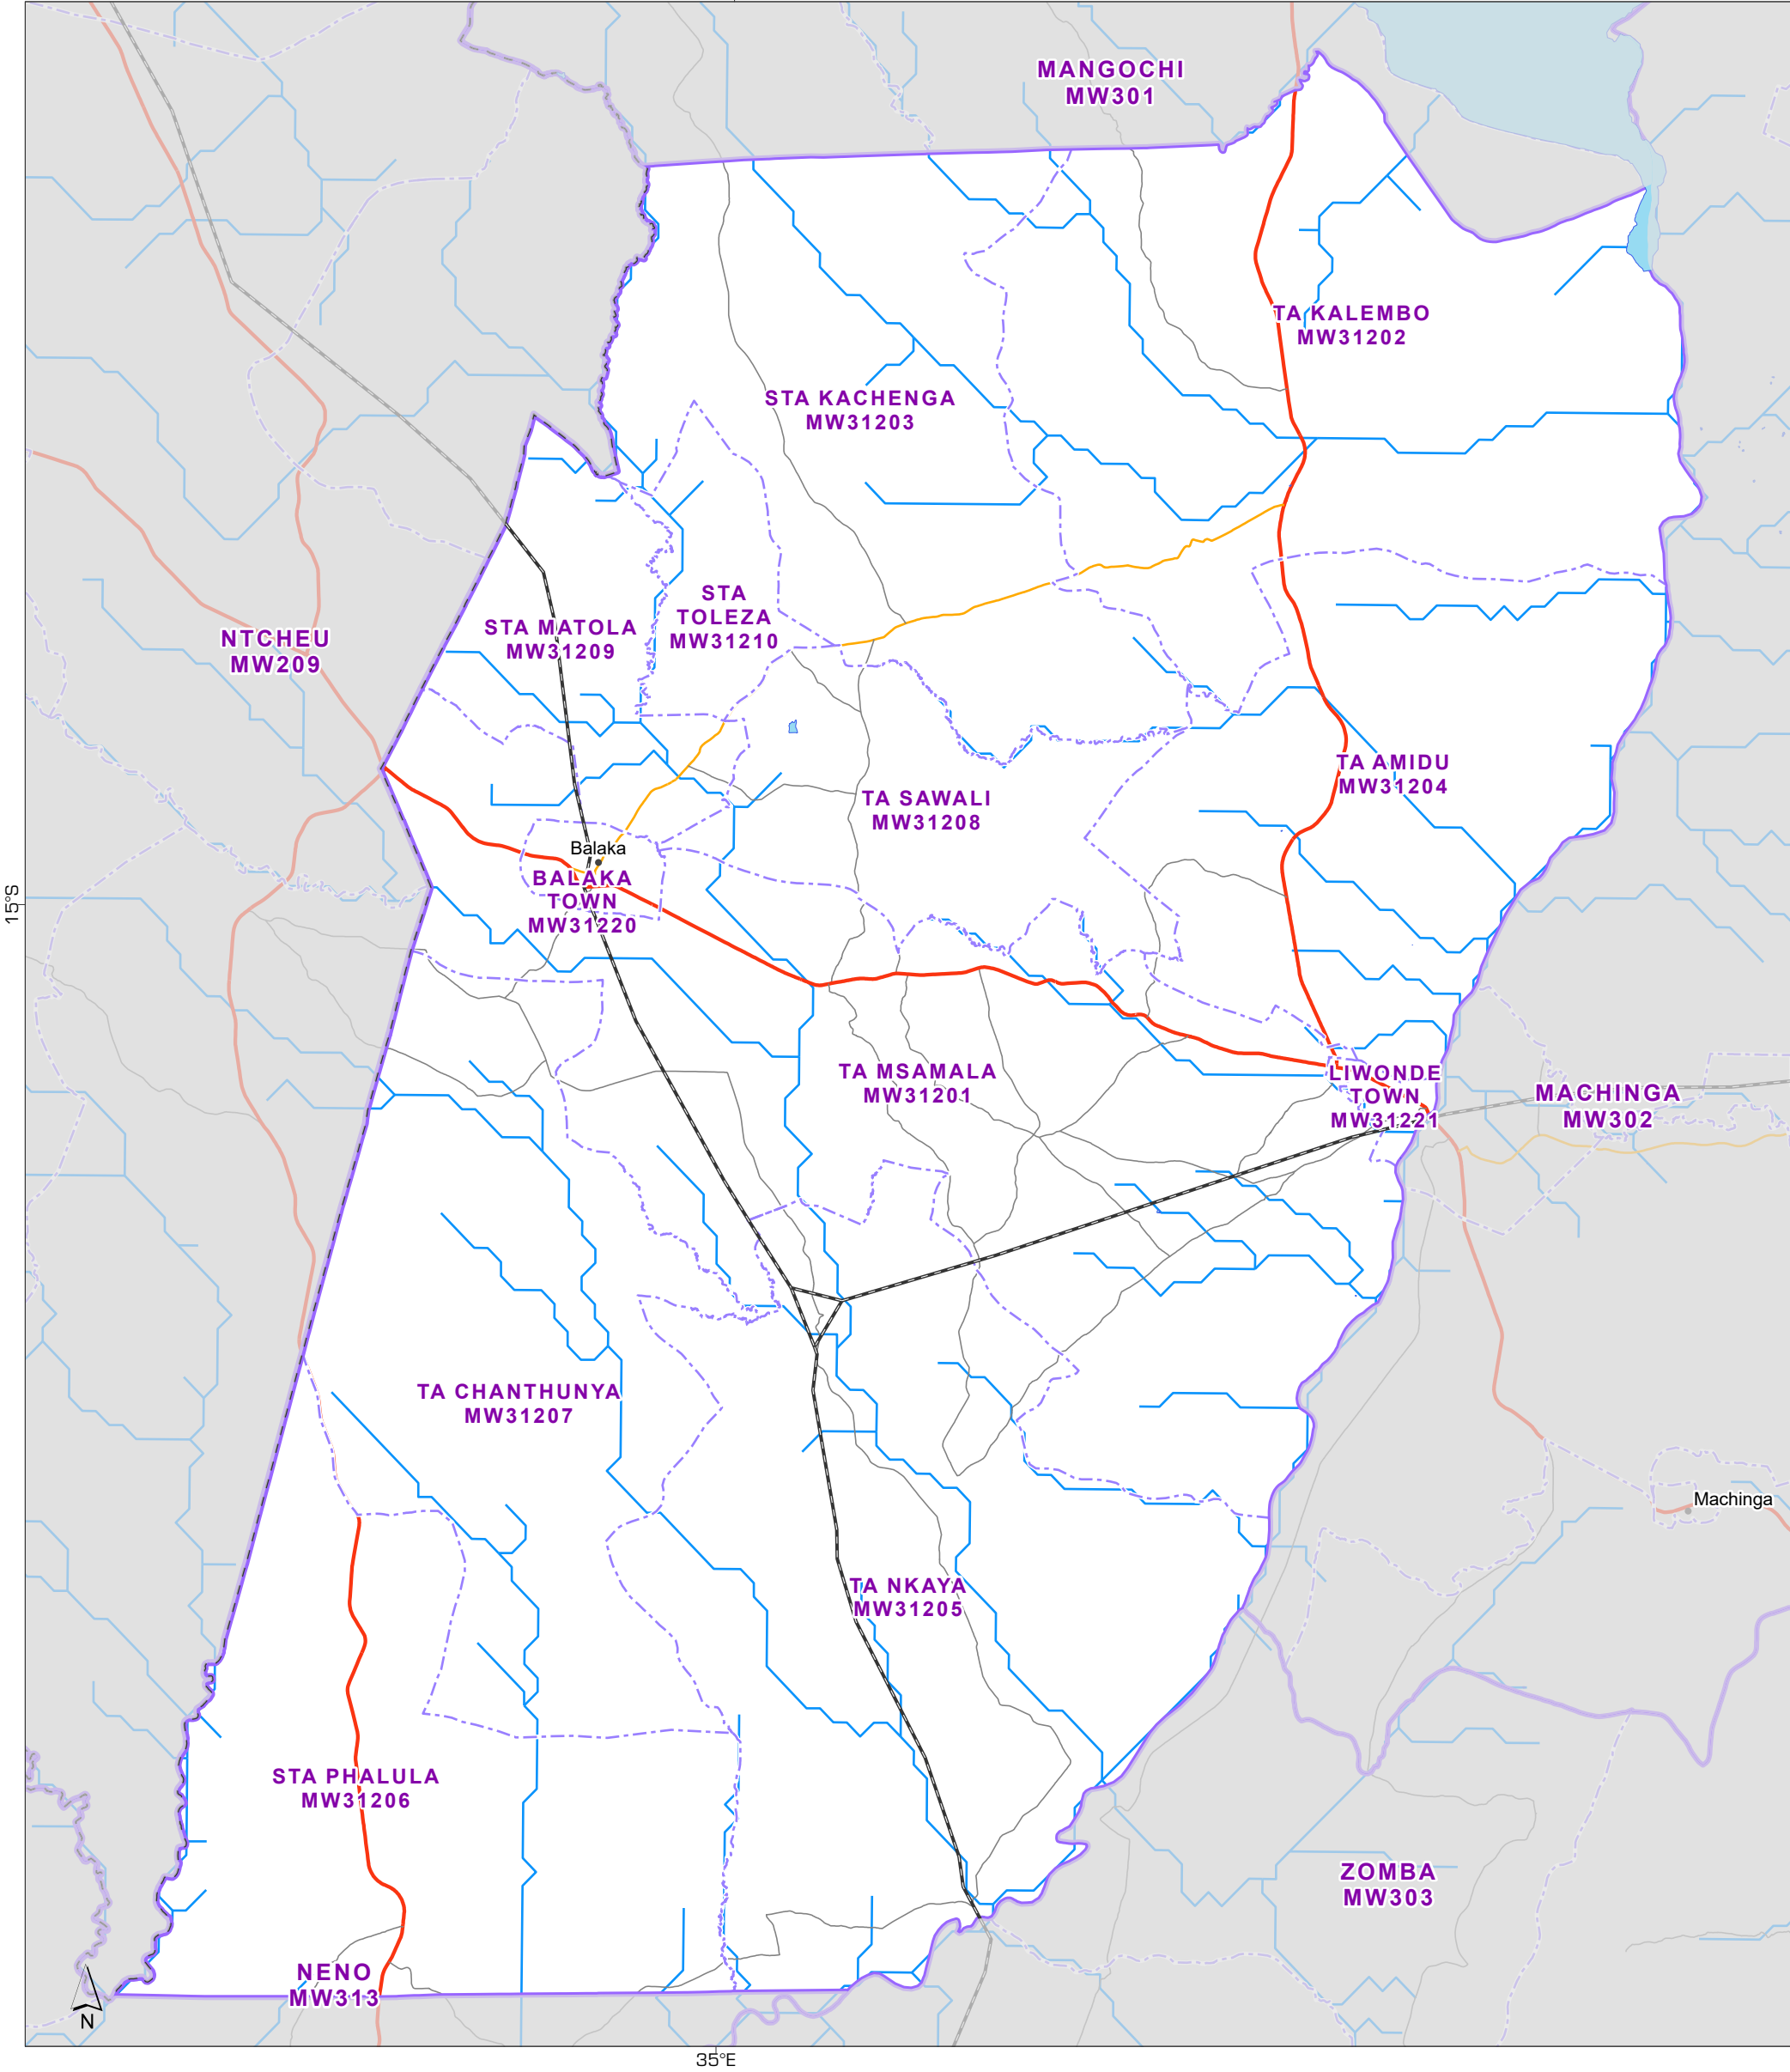 MANGOCHI
MW301
TA KALEMBO
MW31202
STA KACHENGA
MW31203
STA
TOLEZA
MW31210
STA MATOLA
MW31209
NTCHEU
MW209
TA AMIDU
MW31204
TA SAWALI
MW31208
Balaka
BALAKA
TOWN
MW31220
15°S
TA MSAMALA
MW31201
LIWONDE
TOWN
MW31221
MACHINGA
MW302
TA CHANTHUNYA
MW31207
Machinga
TA NKAYA
MW31205
STA PHALULA
MW31206
ZOMBA
MW303
NENO
MW313
N
35°E